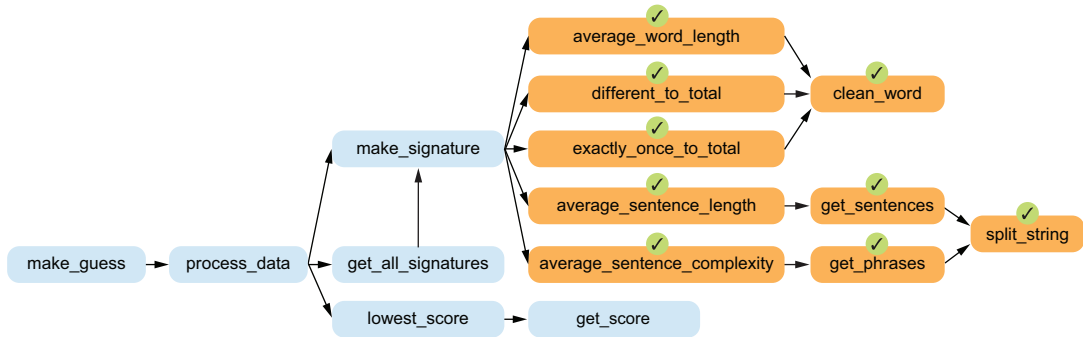 average_word_length
different_to_total
clean_word
make_signature
exactly_once_to_total
average_sentence_length
get_sentences
split_string
make_guess
process_data
get_all_signatures
average_sentence_complexity
get_phrases
lowest_score
get_score